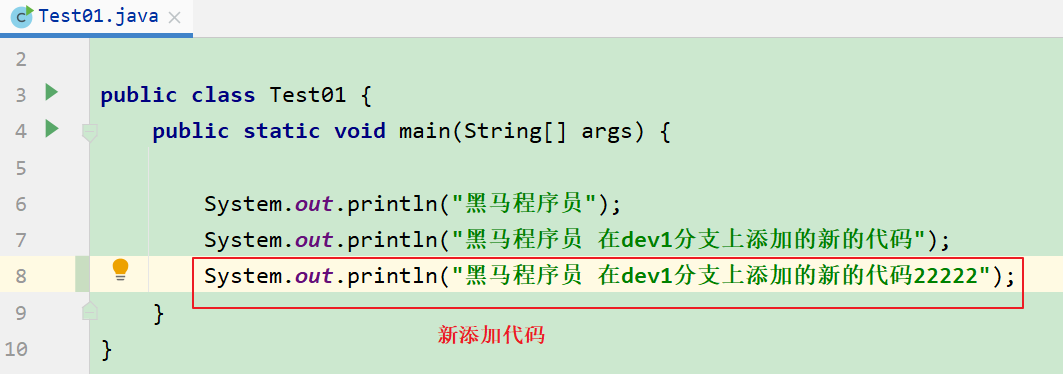 Test01.java
2
3 public class Test01 {
4 public static void main(String[] args) {
5
6 System.out.println("黑马程序员");
7 System.out.println("黑马程序员 在dev1分支上添加的新的代码");
8 System.out.println("黑马程序员 在dev1分支上添加的新的代码22222");
9 }
新添加代码
10 }